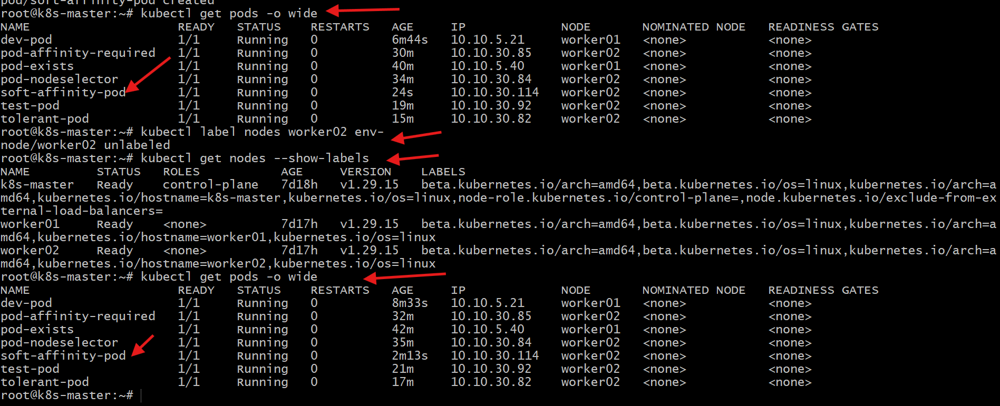 pod/soft-affinity-pod created
root@k8s-master:~# kubectl get pods -o wide
NAME READY STATUS RESTARTS AGE IP NODE NOMINATED NODE READINESS GATES
dev-pod 1/1 Running 0 6m44s 10.10.5.21 worker01 <none> <none>
pod-affinity-required 1/1 Running 0 30m 10.10.30.85 worker02 <none> <none>
pod-exists 1/1 Running 0 40m 10.10.5.40 worker01 <none> <none>
pod-nodeselector 1/1 Running 0 34m 10.10.30.84 worker02 <none> <none>
soft-affinity-pod 1/1 Running 0 24s 10.10.30.114 worker02 <none> <none>
test-pod 1/1 Running 0 19m 10.10.30.92 worker02 <none> <none>
tolerant-pod 1/1 Running 0 15m 10.10.30.82 worker02 <none> <none>
root@k8s-master:~# kubectl label nodes worker02 env-
node/worker02 unlabeled
root@k8s-master:~# kubectl get nodes --show-labels
NAME STATUS ROLES AGE VERSION LABELS
k8s-master Ready control-plane 7d18h v1.29.15 beta.kubernetes.io/arch=amd64,beta.kubernetes.io/os=linux,kubernetes.io/arch=a
md64,kubernetes.io/hostname=k8s-master,kubernetes.io/os=linux,node-role.kubernetes.io/control-plane=,node.kubernetes.io/exclude-from-ex
ternal-load-balancers=
worker01 Ready <none> 7d17h v1.29.15 beta.kubernetes.io/arch=amd64,beta.kubernetes.io/os=linux,kubernetes.io/arch=a
md64,kubernetes.io/hostname=worker01,kubernetes.io/os=linux
worker02 Ready <none> 7d17h v1.29.15 beta.kubernetes.io/arch=amd64,beta.kubernetes.io/os=linux,kubernetes.io/arch=a
md64,kubernetes.io/hostname=worker02,kubernetes.io/os=linux
root@k8s-master:~# kubectl get pods -o wide
NAME READY STATUS RESTARTS AGE IP NODE NOMINATED NODE READINESS GATES
dev-pod 1/1 Running 0 8m33s 10.10.5.21 worker01 <none> <none>
pod-affinity-required 1/1 Running 0 32m 10.10.30.85 worker02 <none> <none>
pod-exists 1/1 Running 0 42m 10.10.5.40 worker01 <none> <none>
pod-nodeselector 1/1 Running 0 35m 10.10.30.84 worker02 <none> <none>
soft-affinity-pod 1/1 Running 0 2m13s 10.10.30.114 worker02 <none> <none>
test-pod 1/1 Running 0 21m 10.10.30.92 worker02 <none> <none>
tolerant-pod 1/1 Running 0 17m 10.10.30.82 worker02 <none> <none>
root@k8s-master:~#